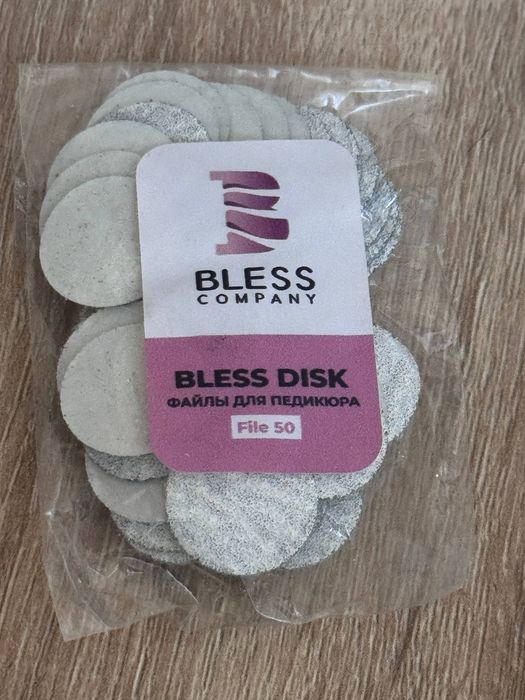 BLESS
COMPANY
BLESS DISK
ФАЙЛЫ ДЛЯ ПЕДИКЮРА
File 50